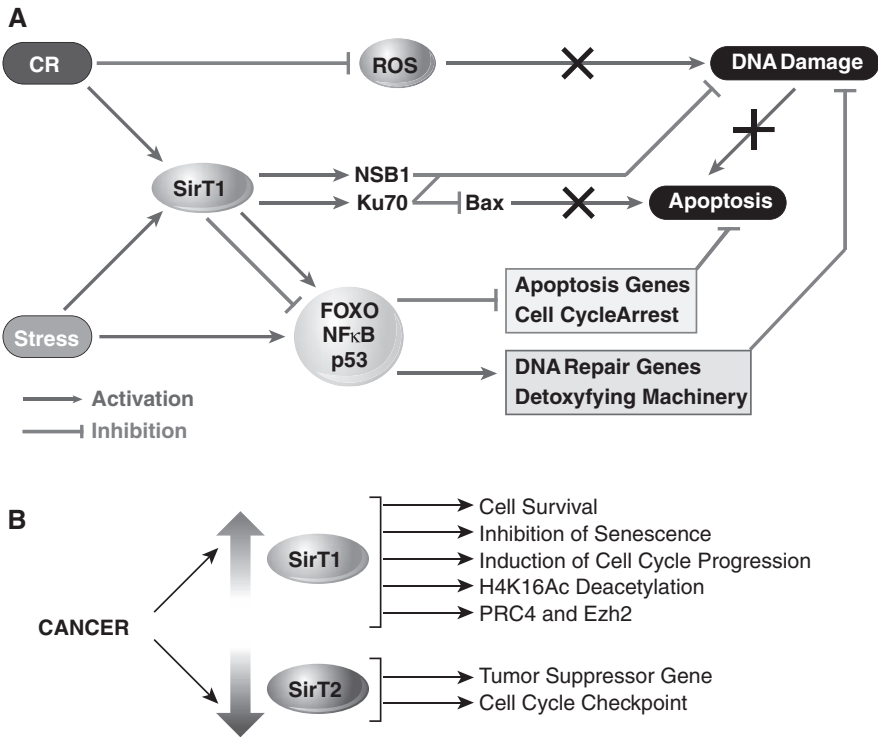 A
CR
ROS
DNA Damage
SirT1
NSB1
Ku70
Bax
Apoptosis
Stress
FOXO
NFκB
p53
Apoptosis Genes
Cell CycleArrest
DNA Repair Genes
Detoxyfying Machinery
Activation
Inhibition
B
CANCER
SirT1
Cell Survival
Inhibition of Senescence
Induction of Cell Cycle Progression
H4K16Ac Deacetylation
PRC4 and Ezh2
SirT2
Tumor Suppressor Gene
Cell Cycle Checkpoint